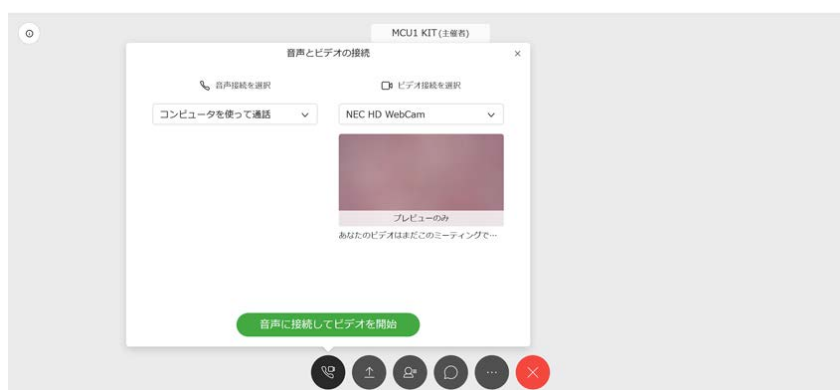 MCU1 KIT(主催者)
音声とビデオの接続
音声接続を選択
ビデオ接続を選択
コンピュータを使って通話
NEC HD WebCam
プレビューのみ
あなたのビデオはまだこのミーティングで…
音声に接続してビデオを開始